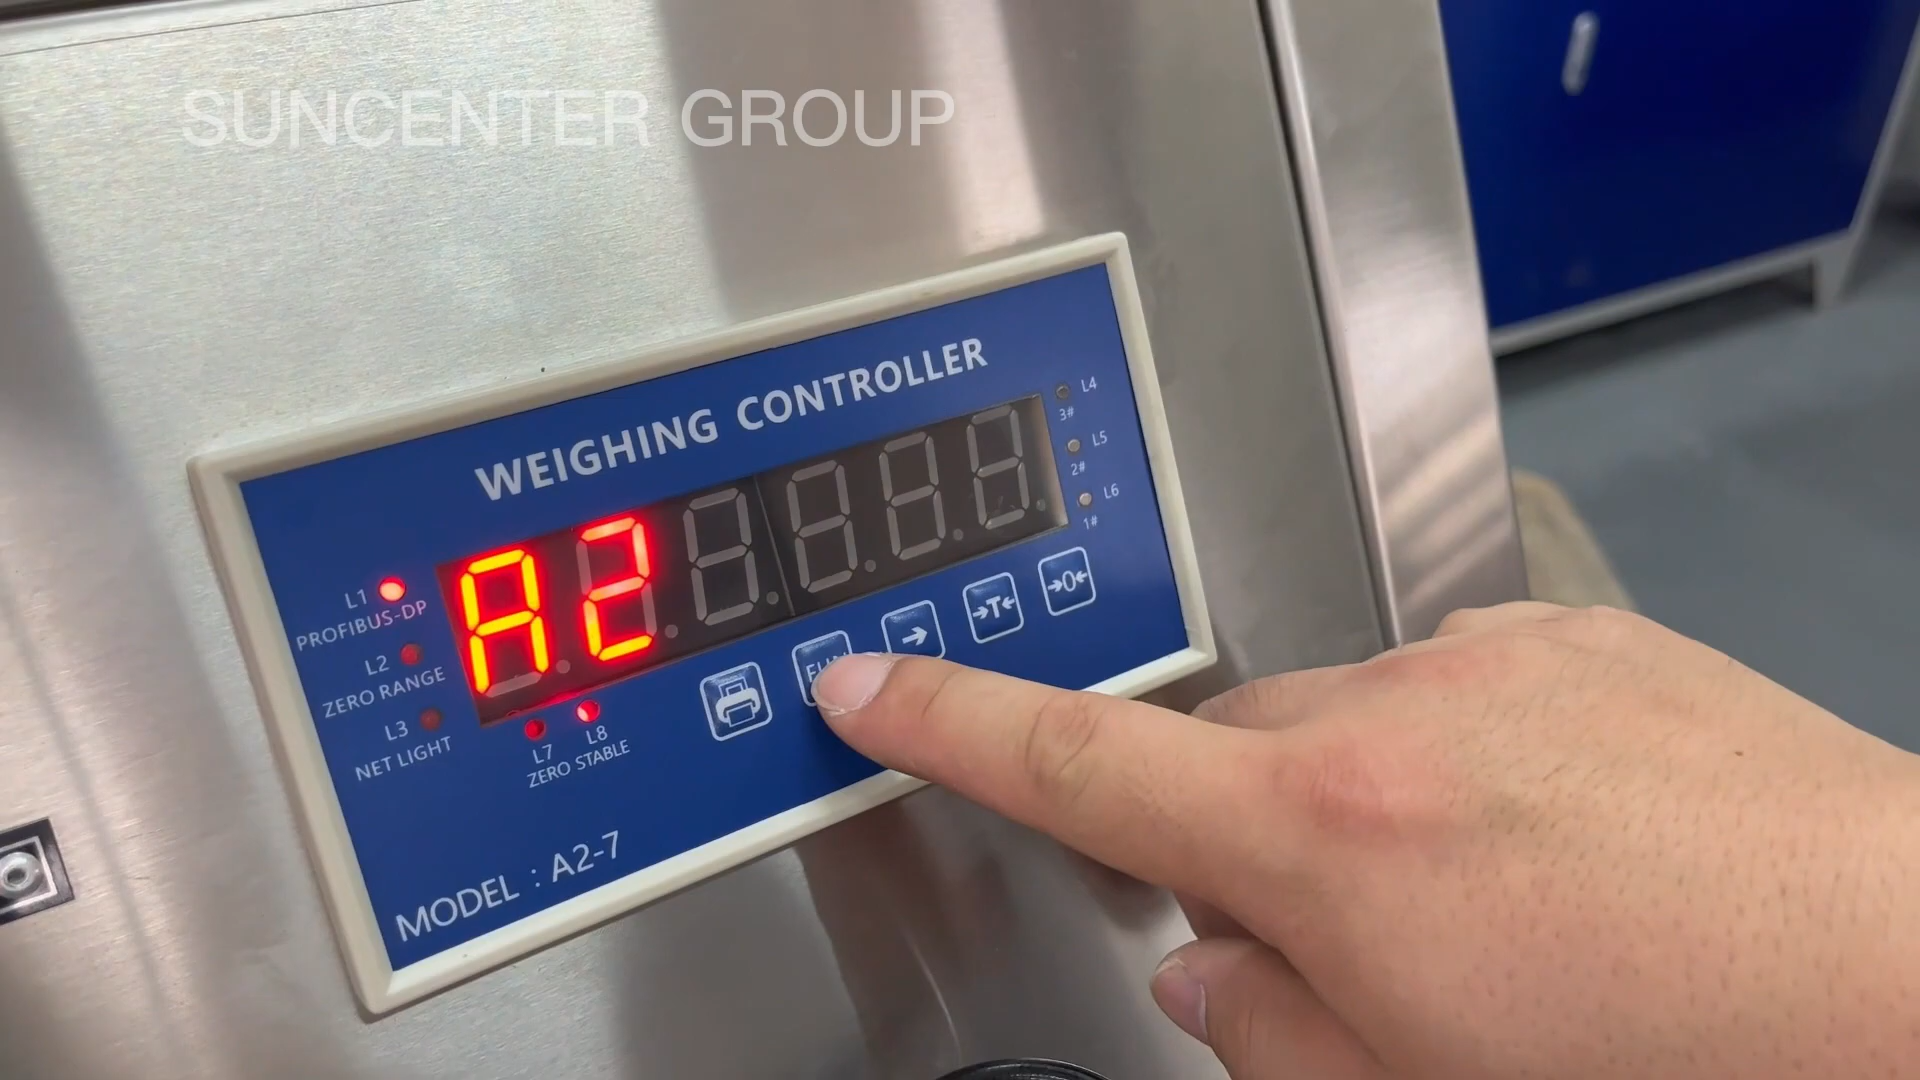 SUNCENTER GROUP
WEIGHING CONTROLLER
A2
L1
PROFIBUS-DP
L2
ZERO RANGE
L3
NET LIGHT
L7 L8
ZERO STABLE
L4
3#
L5
2#
L6
1#
→T←
→0←
MODEL : A2-7